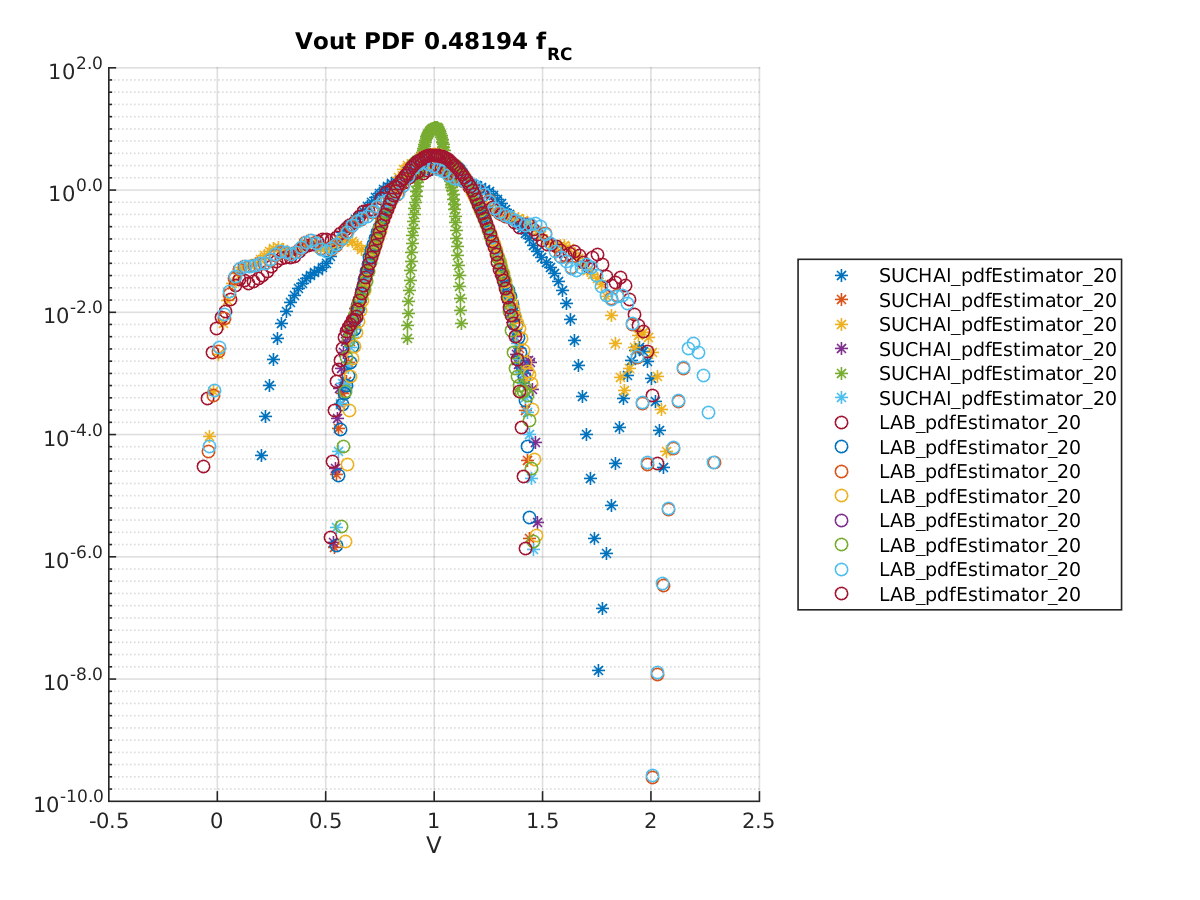 Vout PDF 0.48194 f_RC
10^2.0
10^0.0
10^-2.0
10^-4.0
10^-6.0
10^-8.0
10^-10.0
-0.5 0 0.5 1 1.5 2 2.5
V
SUCHAI_pdfEstimator_20
SUCHAI_pdfEstimator_20
SUCHAI_pdfEstimator_20
SUCHAI_pdfEstimator_20
SUCHAI_pdfEstimator_20
SUCHAI_pdfEstimator_20
LAB_pdfEstimator_20
LAB_pdfEstimator_20
LAB_pdfEstimator_20
LAB_pdfEstimator_20
LAB_pdfEstimator_20
LAB_pdfEstimator_20
LAB_pdfEstimator_20
LAB_pdfEstimator_20